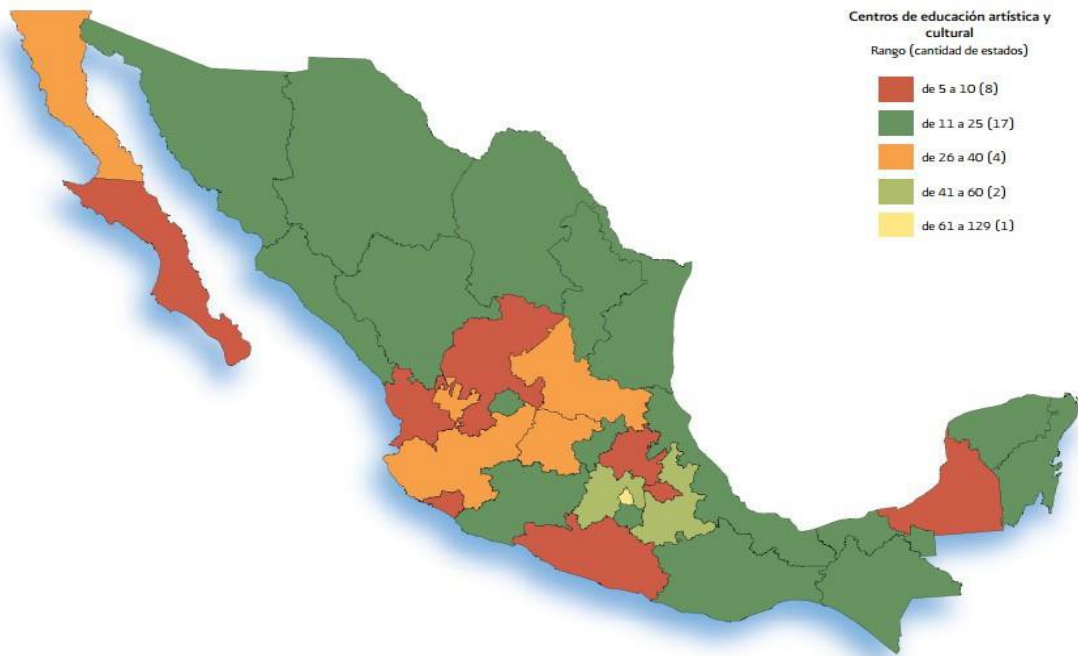 Centros de educación artística y
cultural
Rango (cantidad de estados)
de 5 a 10 (8)
de 11 a 25 (17)
de 26 a 40 (4)
de 41 a 60 (2)
de 61 a 129 (1)